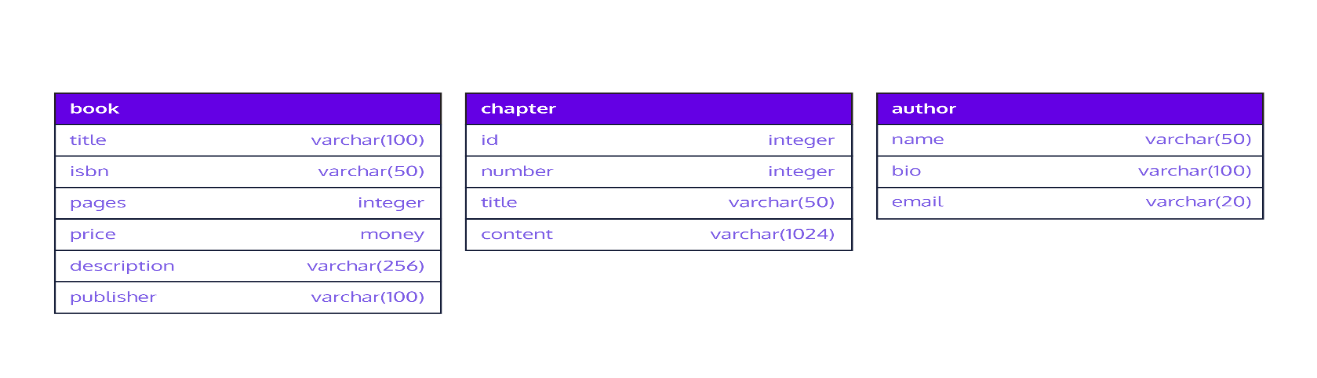 book
title varchar(100)
isbn varchar(50)
pages integer
price money
description varchar(256)
publisher varchar(100)
chapter
id integer
number integer
title varchar(50)
content varchar(1024)
author
name varchar(50)
bio varchar(100)
email varchar(20)